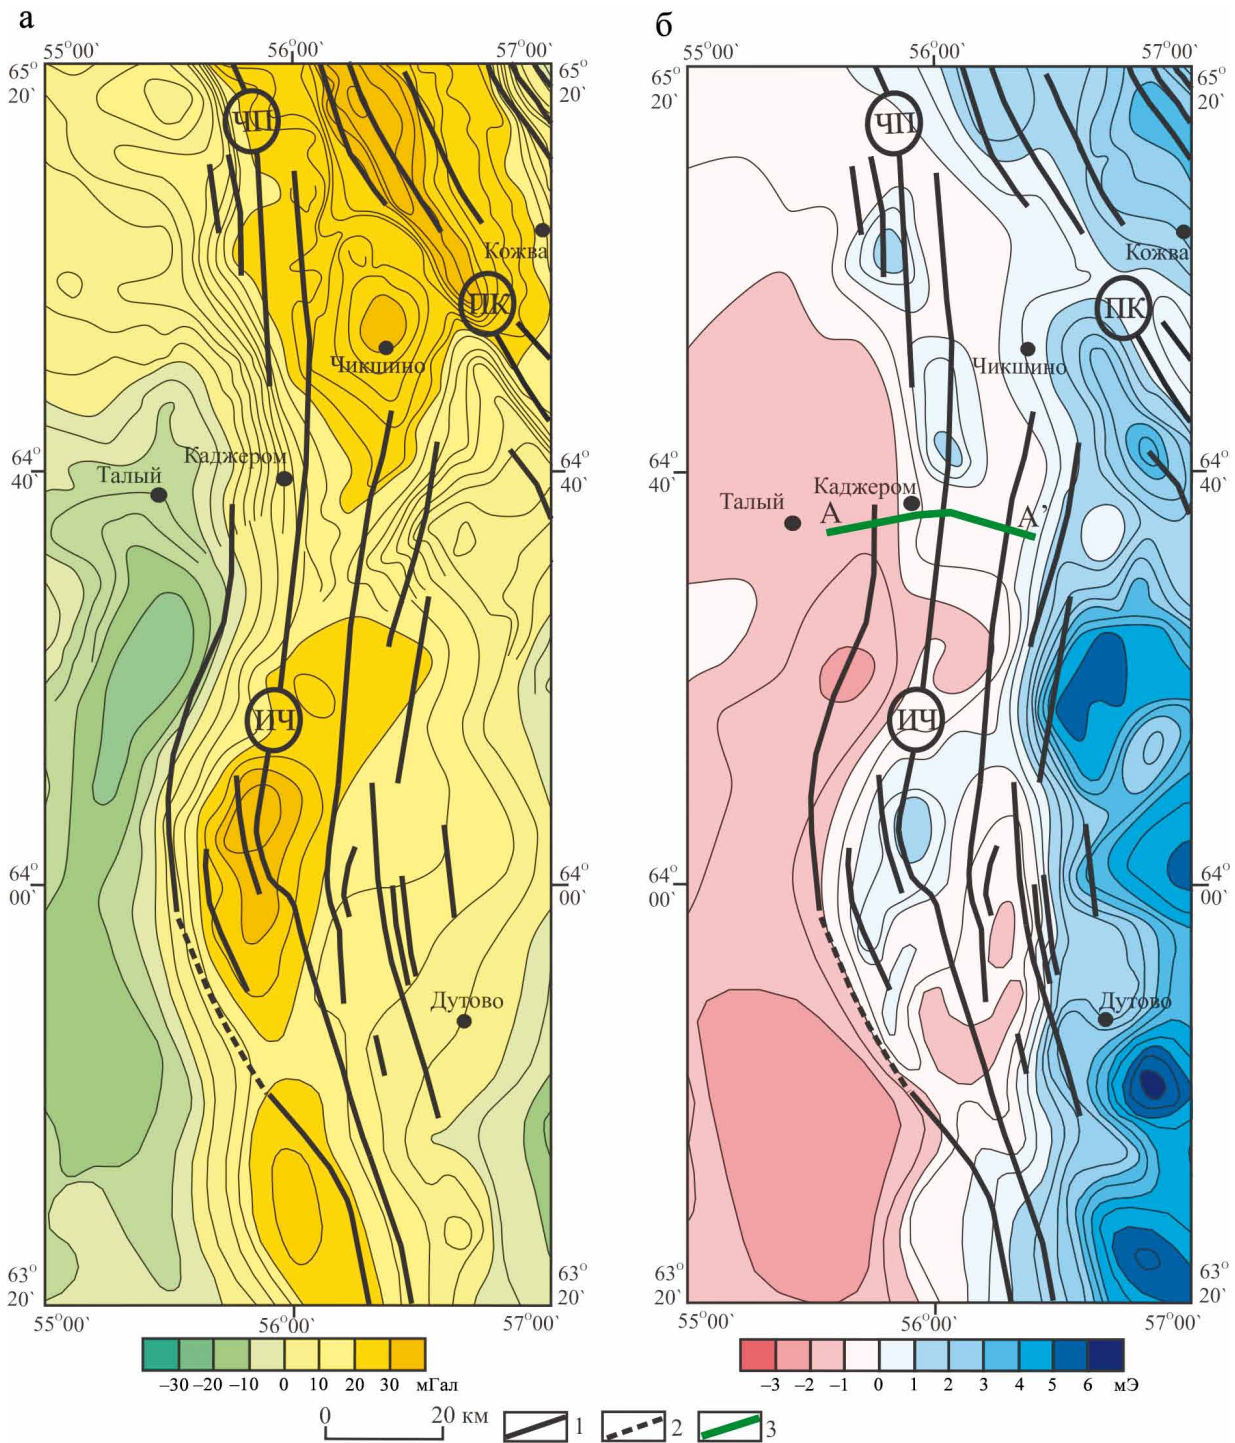 а
б
55°00` 56°00` 57°00`
55°00` 56°00` 57°00`
65°
20`
65°
20`
65°
20`
65°
20`
ЧП
ЧП
Кожва
Кожва
ПК
ПК
Чикшино
Чикшино
64°
40`
Каджером
Талый
64°
40`
64°
40`
Каджером
Талый
А
А’
64°
40`
ИЧ
ИЧ
64°
00`
64°
00`
64°
00`
64°
00`
Дутово
Дутово
63°
20`
63°
20`
63°
20`
63°
20`
55°00` 56°00` 57°00`
55°00` 56°00` 57°00`
–30 –20 –10 0 10 20 30 мГал
–3 –2 –1 0 1 2 3 4 5 6 мЭ
0 20 км
1 2 3